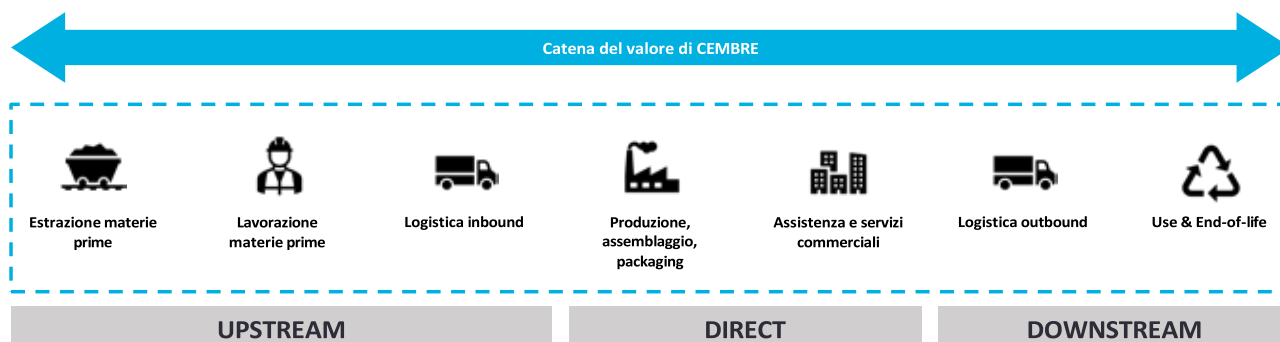 Catena del valore di CEMBRE
Estrazione materie
prime
Lavorazione
materie prime
Logistica inbound
Produzione,
assemblaggio,
packaging
Assistenza e servizi
commerciali
Logistica outbound
Use & End-of-life
UPSTREAM
DIRECT
DOWNSTREAM